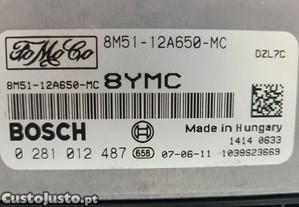 FoMoCo
8M51-12A650-MC
DZL7C
8M51-12A650-MC 8YMC
BOSCH
Made in Hungary
1414 0633
0 281 012 487 656 07-06-11 1039S23669
CustoJusto.pt